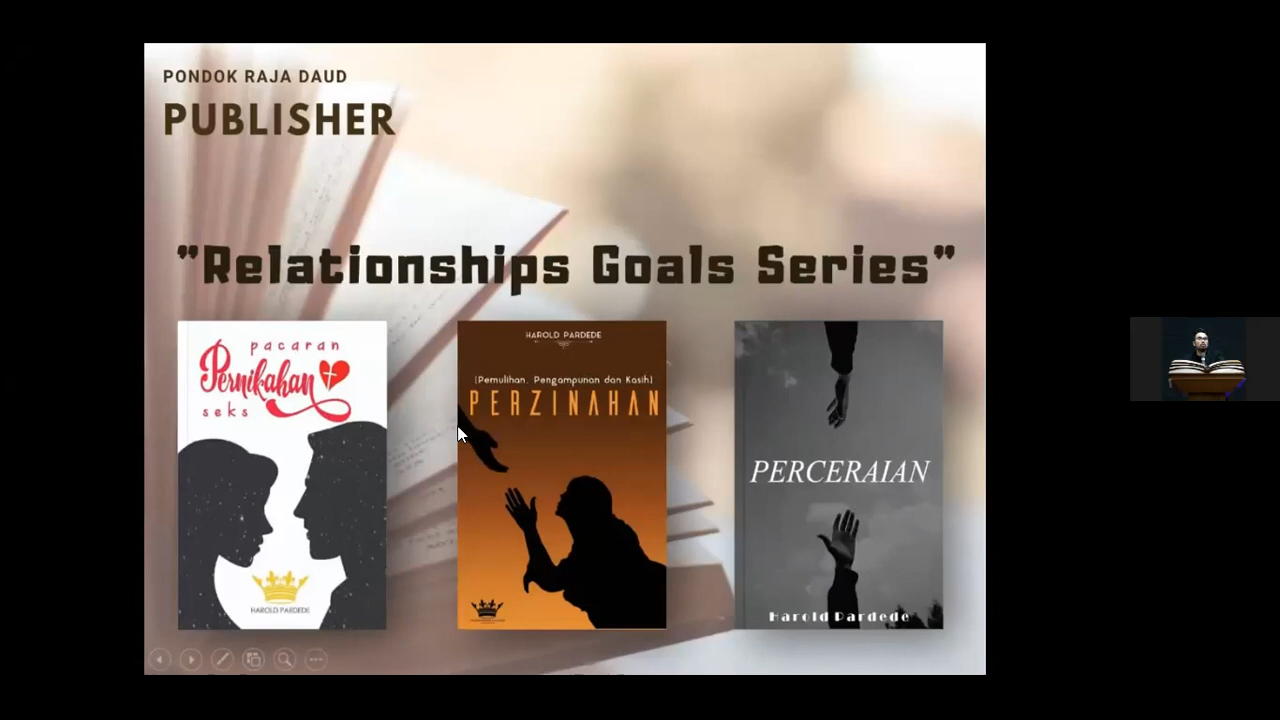 PONDOK RAJA DAUD
PUBLISHER
"Relationships Goals Series"
pacaran
Pernikahan
seks
HAROLD PARDEDE
HAROLD PARDEDE
[Pemulihan, Pengampunan dan Kasih]
PERZINAHAN
PERCERAIAN
Harold Pardede